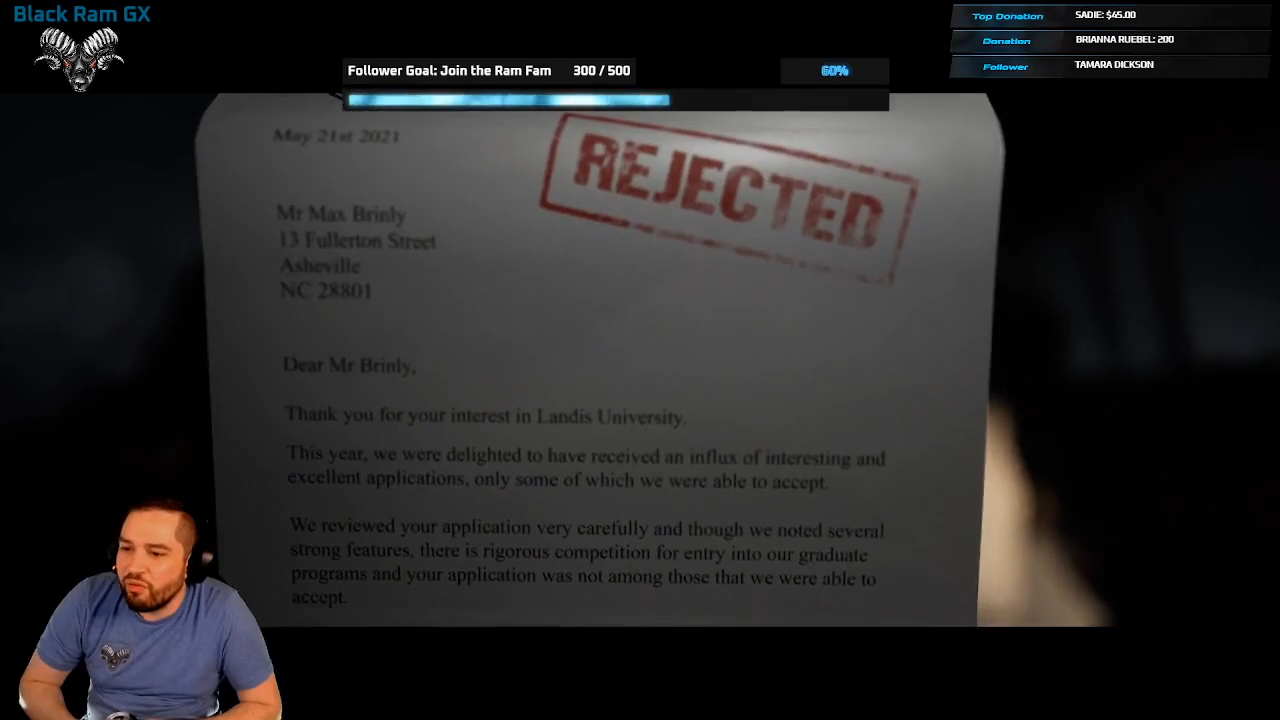 Black Ram GX
Top Donation SADIE: $45.00
Donation BRIANNA RUEBEL: 200
Follower TAMARA DICKSON
Follower Goal: Join the Ram Fam 300 / 500 60%
REJECTED
May 21st 2021
Mr Max Brinly
13 Fullerton Street
Asheville
NC 28801
Dear Mr Brinly,
Thank you for your interest in Landis University.
This year, we were delighted to have received an influx of interesting and
excellent applications, only some of which we were able to accept.
We reviewed your application very carefully and though we noted several
strong features, there is rigorous competition for entry into our graduate
programs and your application was not among those that we were able to
accept.